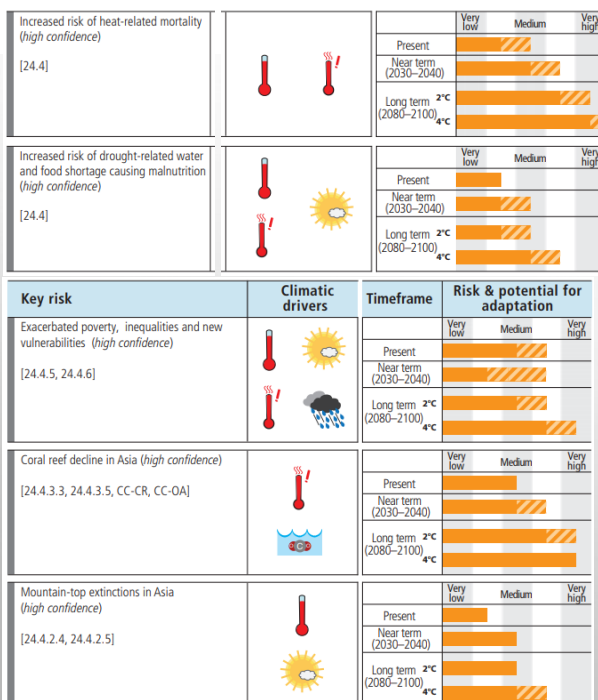 Increased risk of heat-related mortality
(high confidence)
[24.4]
Very low Medium Very high
Present
Near term
(2030–2040)
Long term 2°C
(2080–2100) 4°C
Increased risk of drought-related water
and food shortage causing malnutrition
(high confidence)
[24.4]
Very low Medium Very high
Present
Near term
(2030–2040)
Long term 2°C
(2080–2100) 4°C
Key risk
Climatic
drivers
Timeframe
Risk & potential for
adaptation
Exacerbated poverty, inequalities and new
vulnerabilities (high confidence)
[24.4.5, 24.4.6]
Very low Medium Very high
Present
Near term
(2030–2040)
Long term 2°C
(2080–2100) 4°C
Coral reef decline in Asia (high confidence)
[24.4.3.3, 24.4.3.5, CC-CR, CC-OA]
Very low Medium Very high
Present
Near term
(2030–2040)
Long term 2°C
(2080–2100) 4°C
Mountain-top extinctions in Asia
(high confidence)
[24.4.2.4, 24.4.2.5]
Very low Medium Very high
Present
Near term
(2030–2040)
Long term 2°C
(2080–2100) 4°C